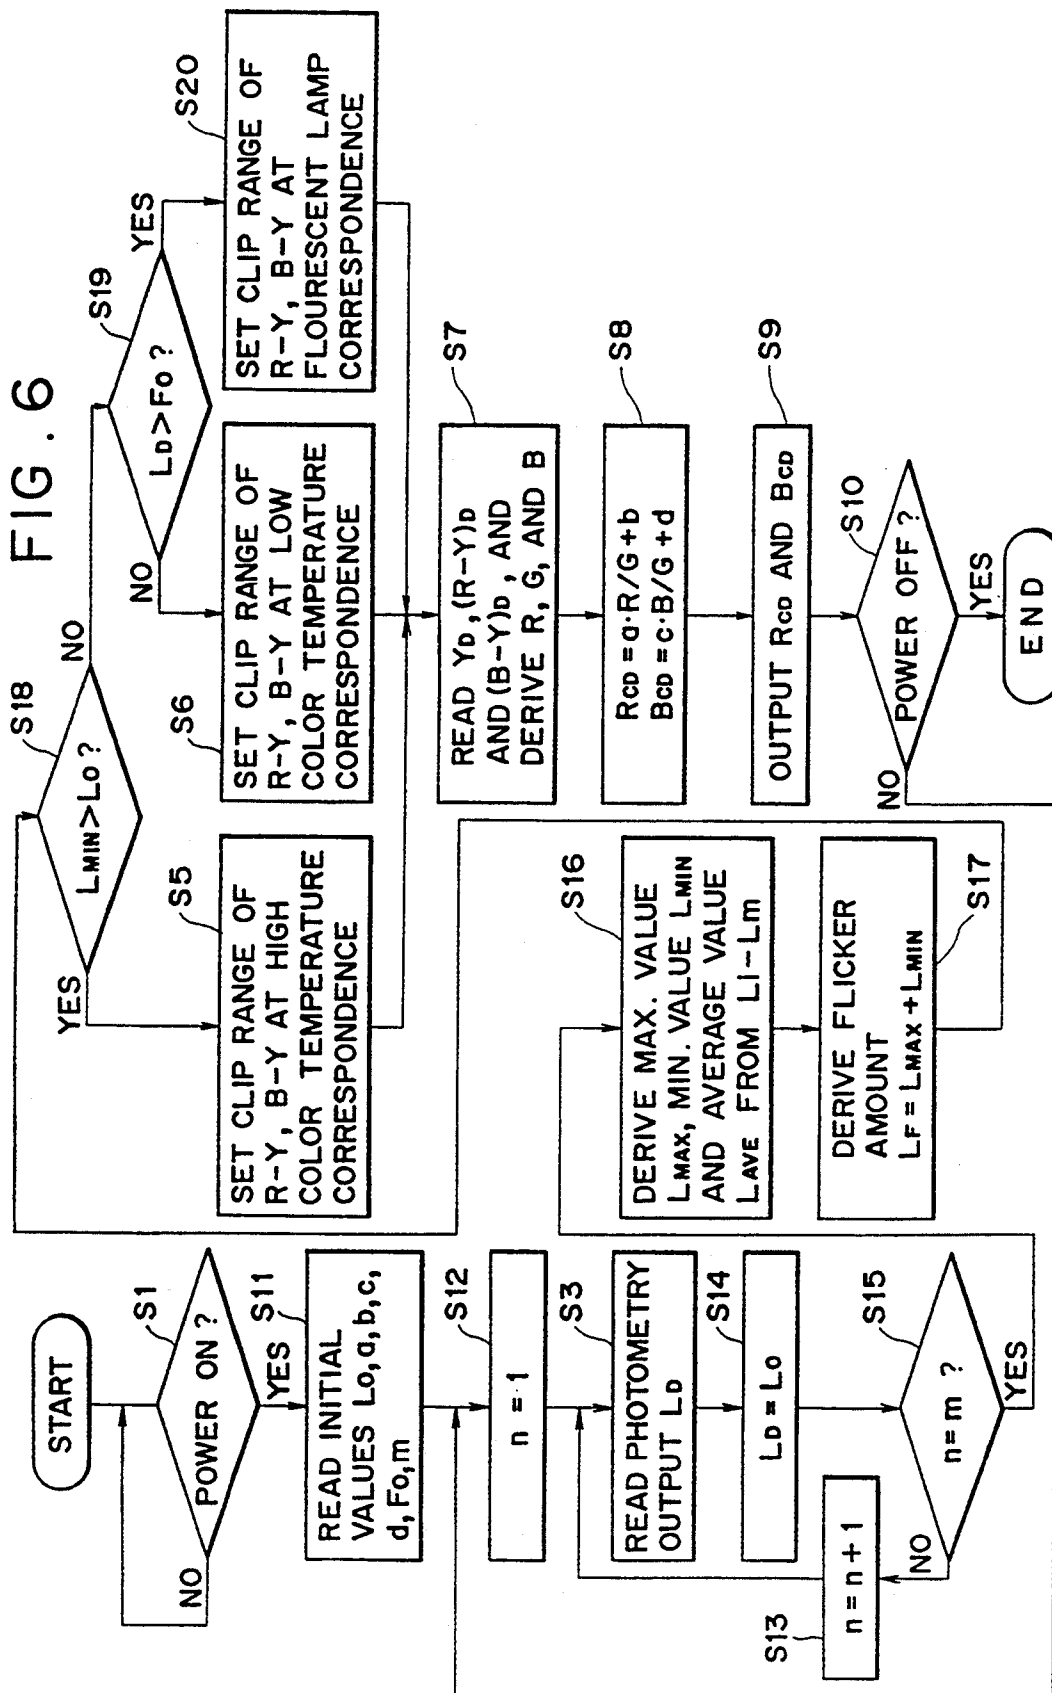 FIG. 6
START
S1
POWER ON ?
NO
YES
S11
READ INITIAL
VALUES Lo, a, b, c,
d, Fo, m
S12
n = 1
S3
READ PHOTOMETRY
OUTPUT LD
S14
LD = Lo
S15
n = m ?
NO
YES
S13
n = n + 1
S16
DERIVE MAX. VALUE
LMAX, MIN. VALUE LMIN
AND AVERAGE VALUE
LAVE FROM LI-Lm
S17
DERIVE FLICKER
AMOUNT
LF = LMAX + LMIN
S18
LMIN > Lo ?
YES
NO
S19
LD > Fo ?
NO
YES
S5
SET CLIP RANGE OF
R-Y, B-Y AT HIGH
COLOR TEMPERATURE
CORRESPONDENCE
S6
SET CLIP RANGE OF
R-Y, B-Y AT LOW
COLOR TEMPERATURE
CORRESPONDENCE
S20
SET CLIP RANGE OF
R-Y, B-Y AT
FLOURESCENT LAMP
CORRESPONDENCE
S7
READ YD, (R-Y)D
AND (B-Y)D, AND
DERIVE R, G, AND B
S8
RCD = a·R/G + b
BCD = c·B/G + d
S9
OUTPUT RCD AND BCD
S10
POWER OFF ?
NO
YES
END